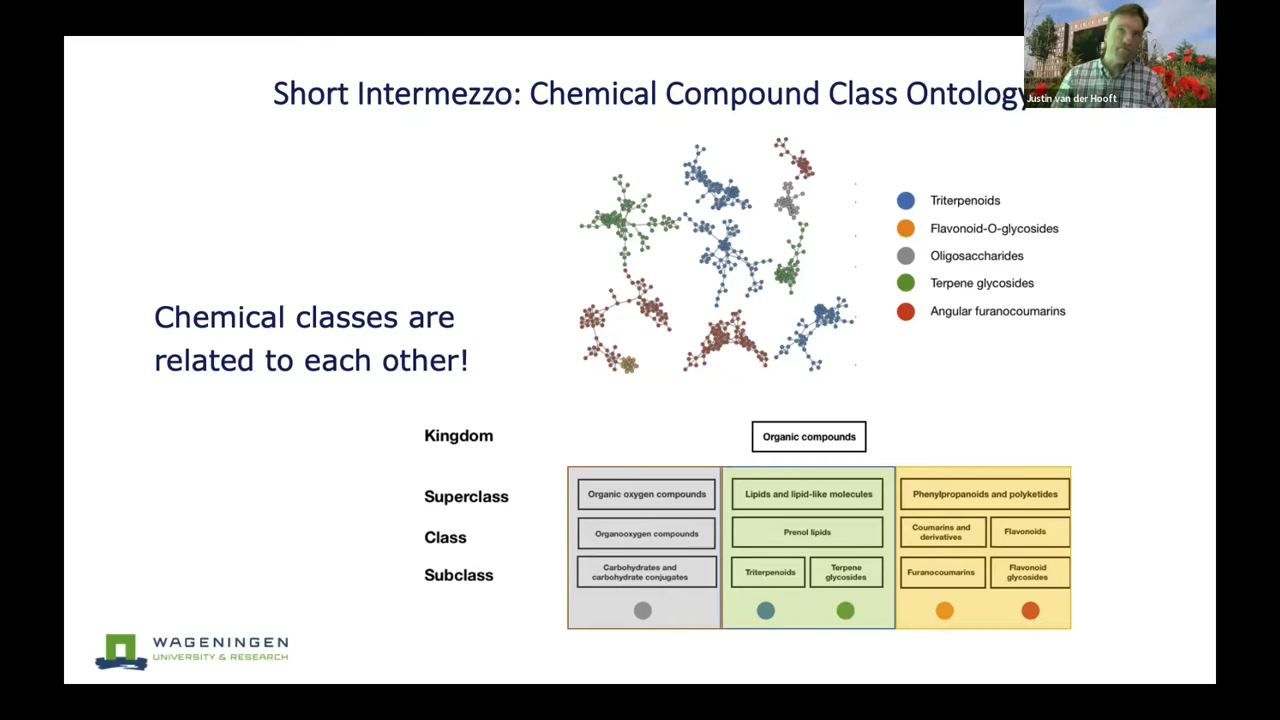 Short Intermezzo: Chemical Compound Class Ontology
Justin van der Hooft
Triterpenoids
Flavonoid-O-glycosides
Oligosaccharides
Terpene glycosides
Angular furanocoumarins
Chemical classes are
related to each other!
Kingdom
Organic compounds
Superclass
Organic oxygen compounds
Lipids and lipid-like molecules
Phenylpropanoids and polyketides
Class
Organooxygen compounds
Prenol lipids
Coumarins and
derivatives
Flavonoids
Subclass
Carbohydrates and
carbohydrate conjugates
Triterpenoids
Terpene
glycosides
Furanocoumarins
Flavonoid
glycosides
WAGENINGEN
UNIVERSITY & RESEARCH